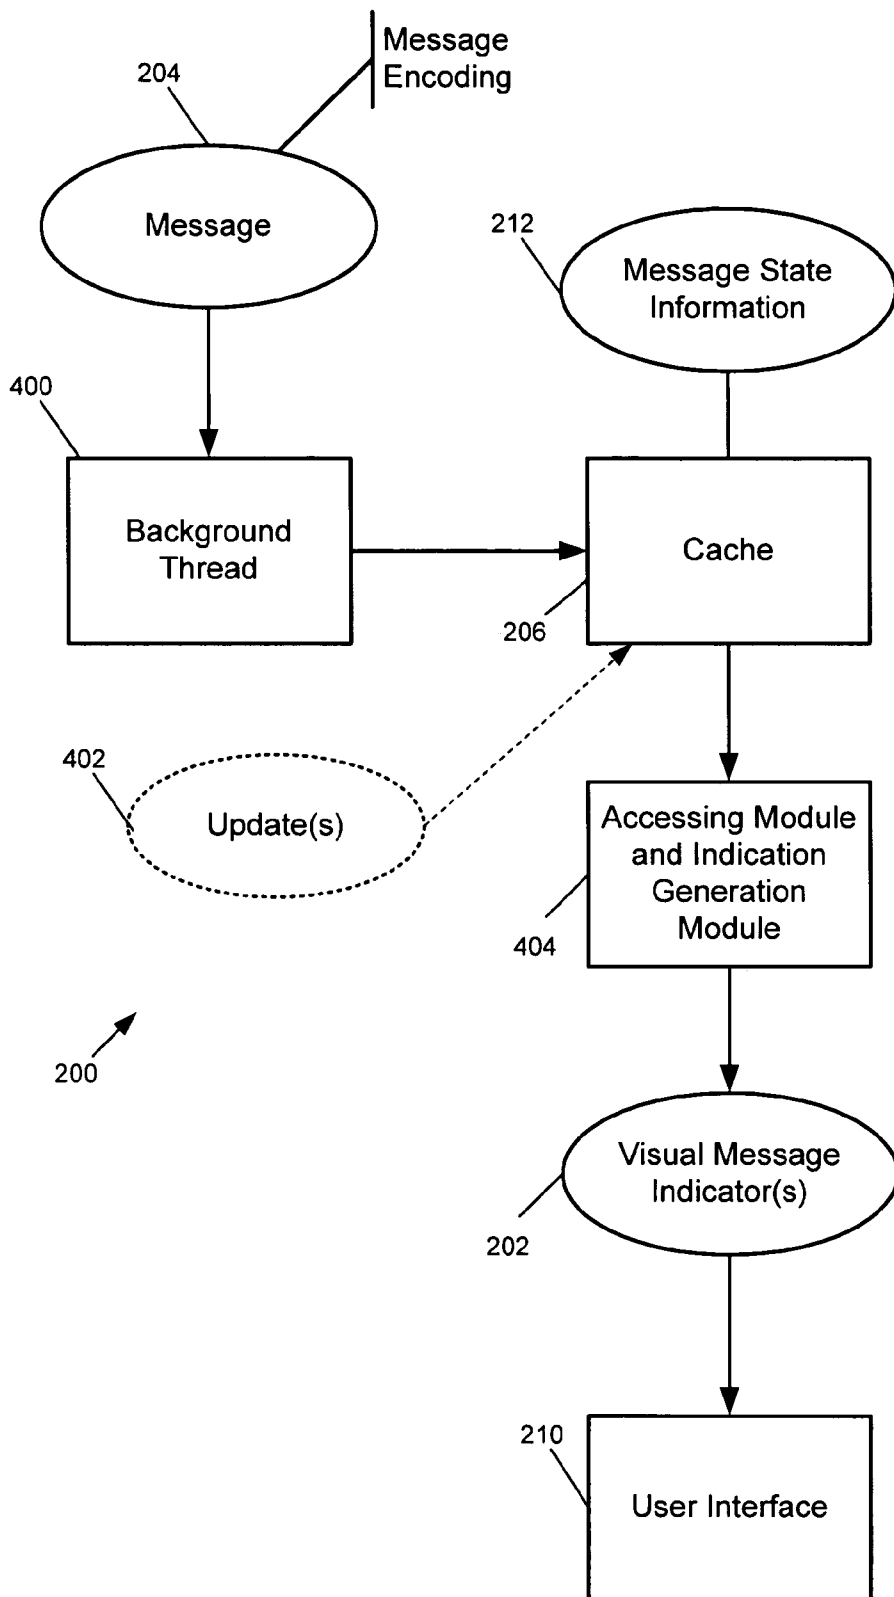 Message
Encoding
204
Message
212
Message State
Information
400
Background
Thread
Cache
206
402
Update(s)
Accessing Module
and Indication
Generation
Module
404
200
Visual Message
Indicator(s)
202
210
User Interface